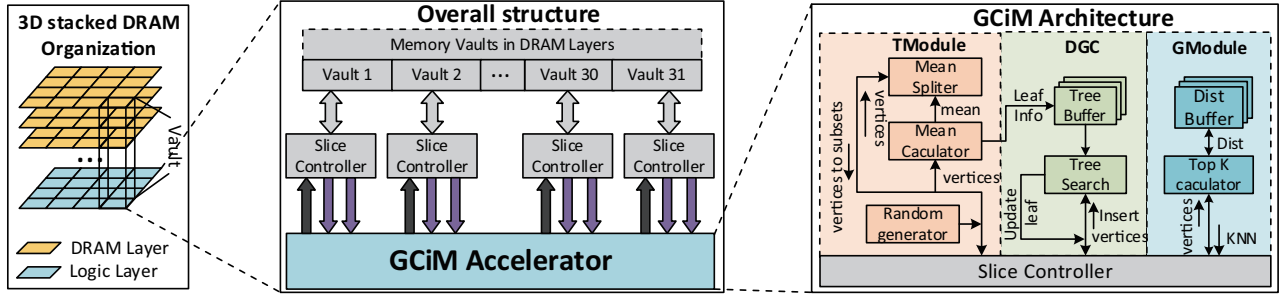 3D stacked DRAM
Organization
Vault
...
DRAM Layer
Logic Layer
Overall structure
Memory Vaults in DRAM Layers
Vault 1
Vault 2
...
Vault 30
Vault 31
Slice
Controller
Slice
Controller
Slice
Controller
Slice
Controller
GCiM Accelerator
GCiM Architecture
TModule
DGC
GModule
Mean
Spliter
vertices
vertices to subsets
mean
Mean
Caculator
vertices
Random
generator
Leaf
Info
Tree
Buffer
Tree
Search
Update
leaf
Insert
vertices
Dist
Buffer
Dist
Top K
caculator
vertices
KNN
Slice Controller